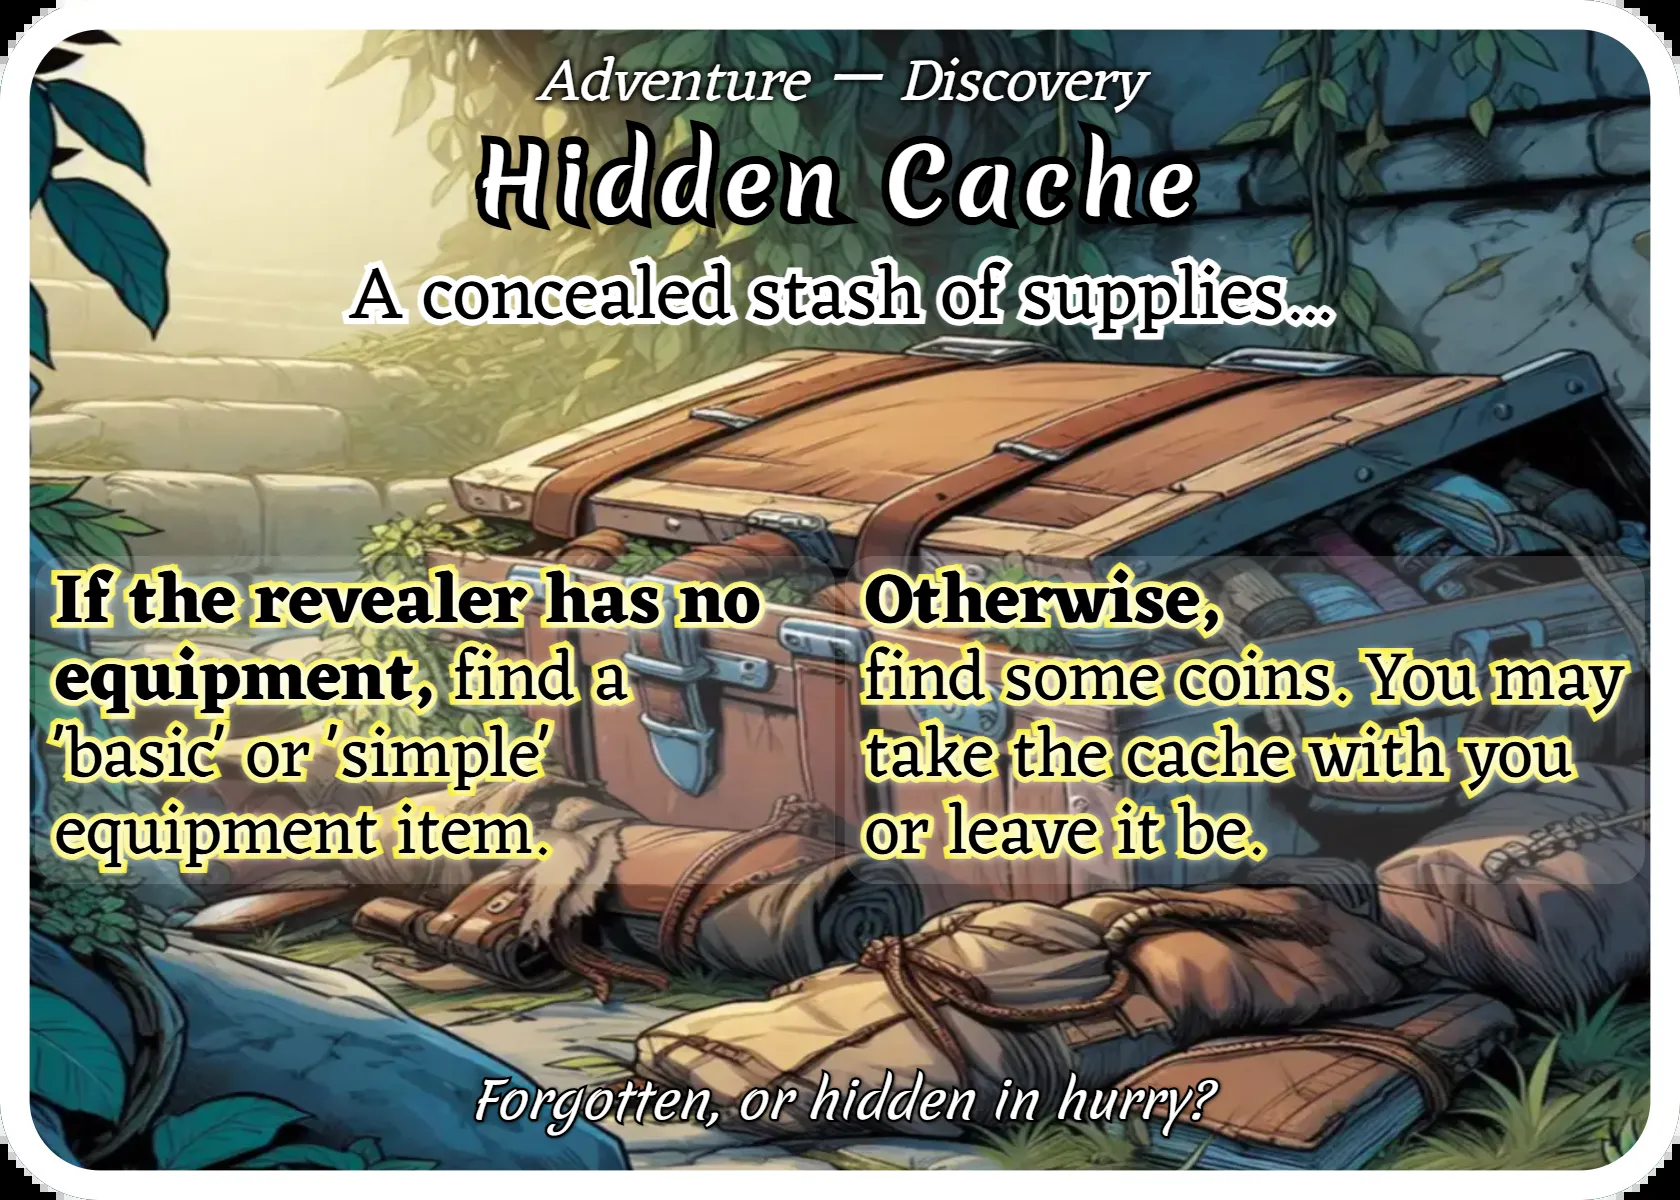 Adventure — Discovery
Hidden Cache
A concealed stash of supplies...
If the revealer has no
equipment, find a
'basic' or 'simple'
equipment item.
Otherwise,
find some coins. You may
take the cache with you
or leave it be.
Forgotten, or hidden in hurry?